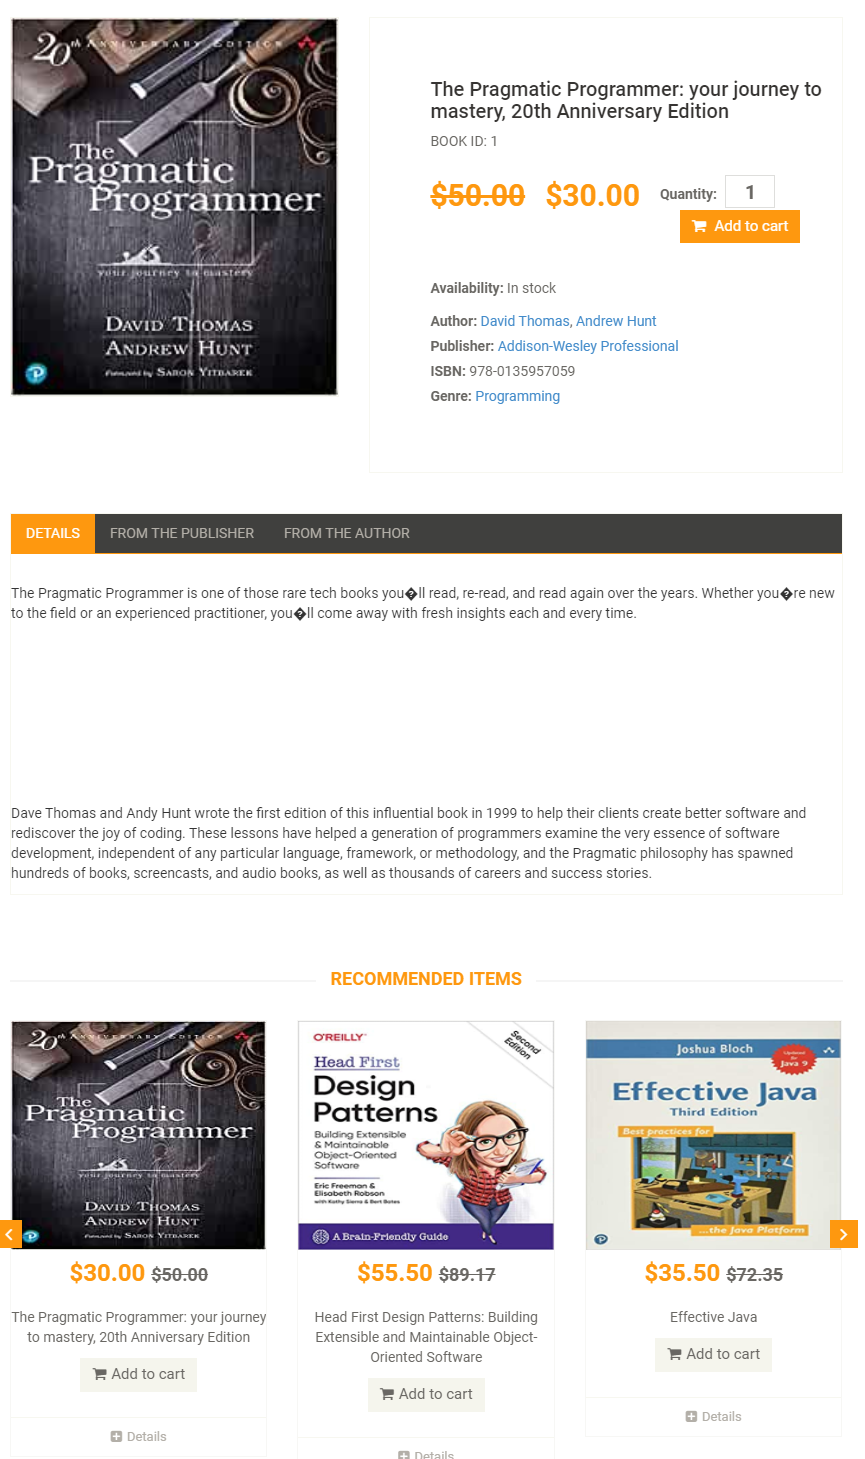 20th ANNIVERSARY EDITION
The
Pragmatic
Programmer
your journey to mastery
DAVID THOMAS
ANDREW HUNT
Foreword by SARON YITBAREK
The Pragmatic Programmer: your journey to
mastery, 20th Anniversary Edition
BOOK ID: 1
$50.00 $30.00 Quantity: 1
Add to cart
Availability: In stock
Author: David Thomas, Andrew Hunt
Publisher: Addison-Wesley Professional
ISBN: 978-0135957059
Genre: Programming
DETAILS FROM THE PUBLISHER FROM THE AUTHOR
The Pragmatic Programmer is one of those rare tech books you�ll read, re-read, and read again over the years. Whether you�re new
to the field or an experienced practitioner, you�ll come away with fresh insights each and every time.
Dave Thomas and Andy Hunt wrote the first edition of this influential book in 1999 to help their clients create better software and
rediscover the joy of coding. These lessons have helped a generation of programmers examine the very essence of software
development, independent of any particular language, framework, or methodology, and the Pragmatic philosophy has spawned
hundreds of books, screencasts, and audio books, as well as thousands of careers and success stories.
RECOMMENDED ITEMS
20th ANNIVERSARY EDITION
The
Pragmatic
Programmer
your journey to mastery
DAVID THOMAS
ANDREW HUNT
Foreword by SARON YITBAREK
$30.00 $50.00
The Pragmatic Programmer: your journey
to mastery, 20th Anniversary Edition
Add to cart
Details
O'REILLY
Second
Edition
Head First
Design
Patterns
Building Extensible
& Maintainable
Object-Oriented
Software
Eric Freeman &
Elisabeth Robson
with Kathy Sierra & Bert Bates
A Brain-Friendly Guide
$55.50 $89.17
Head First Design Patterns: Building
Extensible and Maintainable Object-
Oriented Software
Add to cart
Details
Joshua Bloch
Updated
for
Java 9
Effective Java
Third Edition
Best practices for
...the Java Platform
$35.50 $72.35
Effective Java
Add to cart
Details